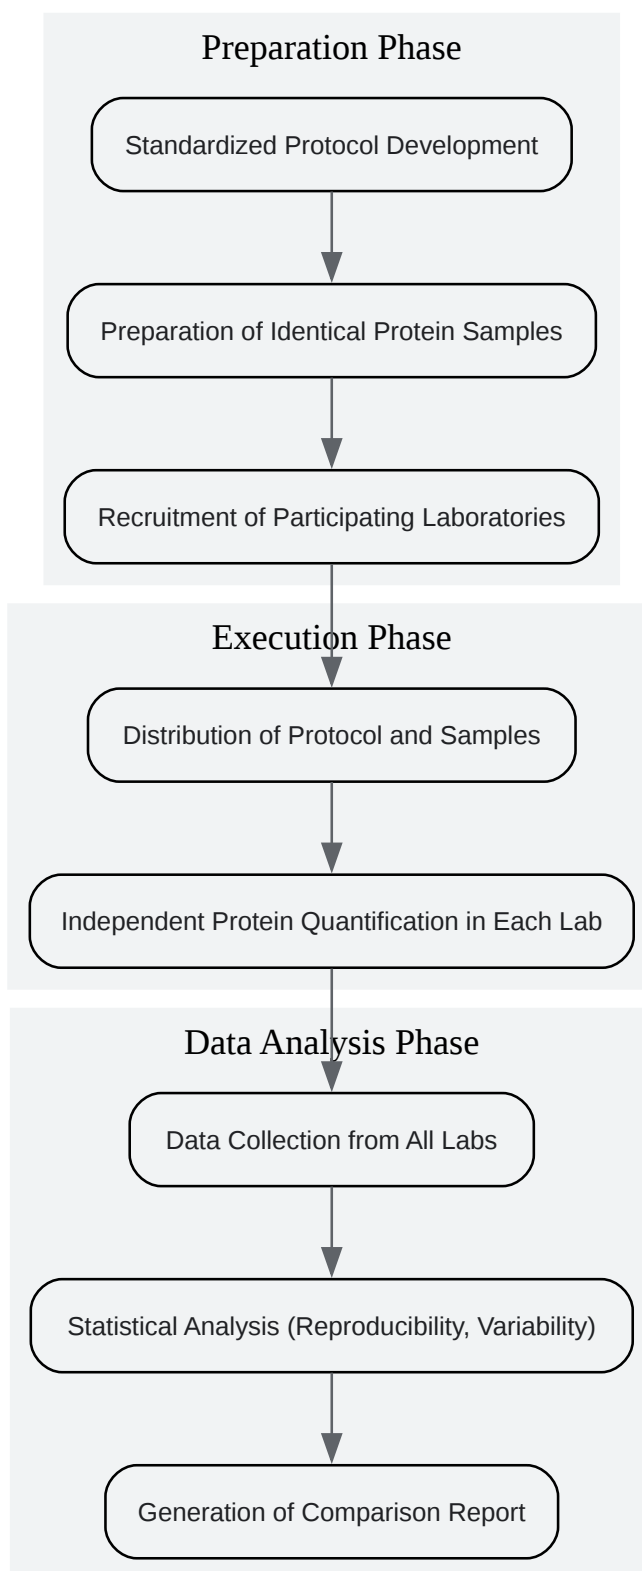 Preparation Phase
Standardized Protocol Development
Preparation of Identical Protein Samples
Recruitment of Participating Laboratories
Execution Phase
Distribution of Protocol and Samples
Independent Protein Quantification in Each Lab
Data Analysis Phase
Data Collection from All Labs
Statistical Analysis (Reproducibility, Variability)
Generation of Comparison Report